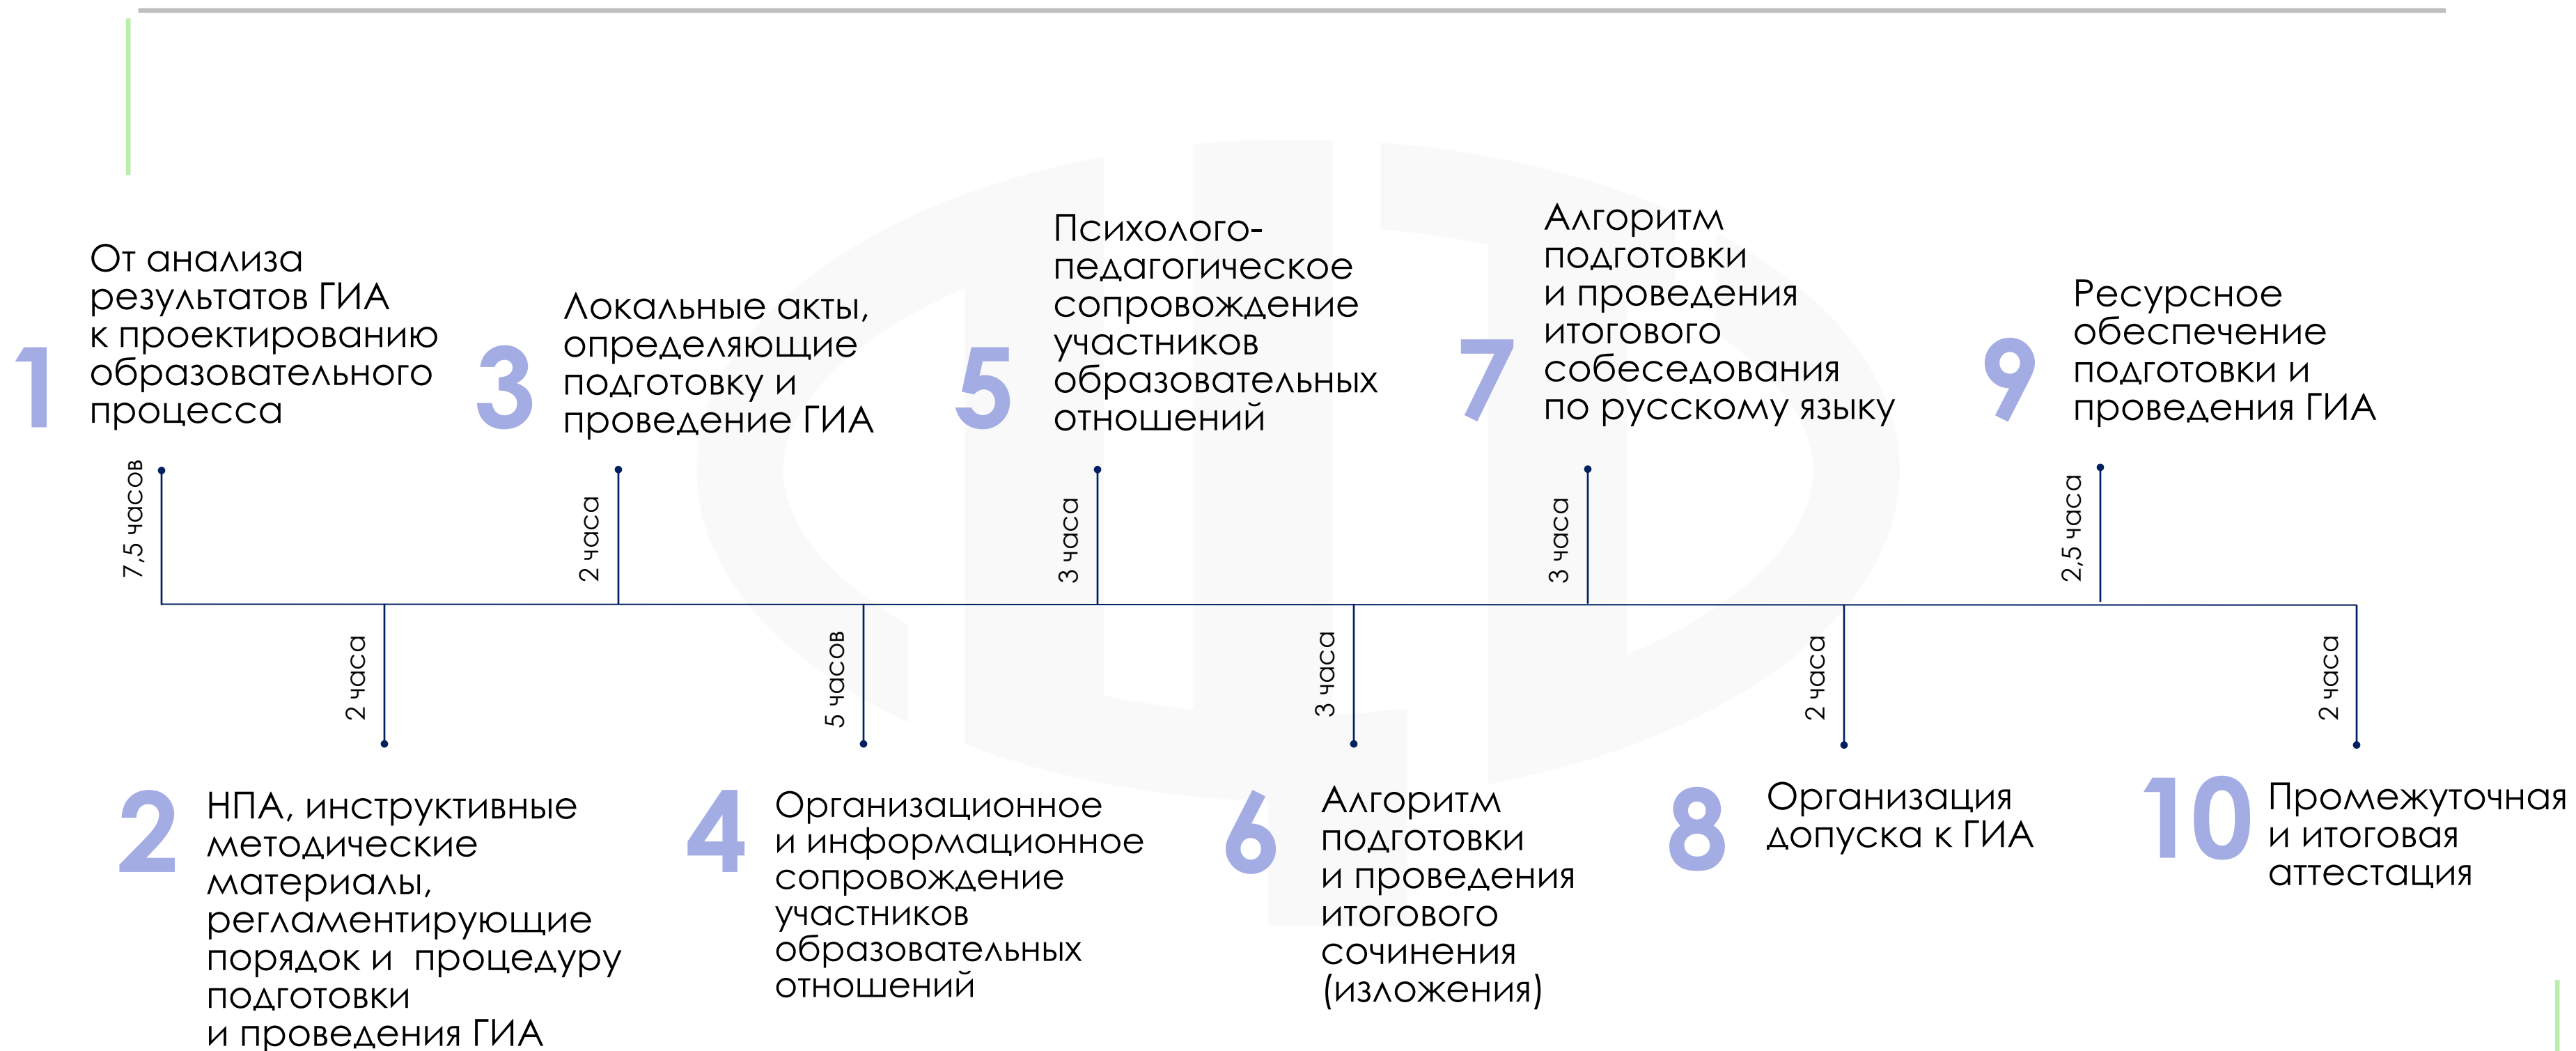 1
От анализа
результатов ГИА
к проектированию
образовательного
процесса
7,5 часов
2 часа
2
НПА, инструктивные
методические
материалы,
регламентирующие
порядок и  процедуру
подготовки
и проведения ГИА
3
Локальные акты,
определяющие
подготовку и
проведение ГИА
2 часа
5 часов
4
Организационное
и информационное
сопровождение
участников
образовательных
отношений
5
Психолого-
педагогическое
сопровождение
участников
образовательных
отношений
3 часа
3 часа
6
Алгоритм
подготовки
и проведения
итогового
сочинения
(изложения)
7
Алгоритм
подготовки
и проведения
итогового
собеседования
по русскому языку
3 часа
2 часа
8
Организация
допуска к ГИА
9
Ресурсное
обеспечение
подготовки и
проведения ГИА
2,5 часа
2 часа
10
Промежуточная
и итоговая
аттестация